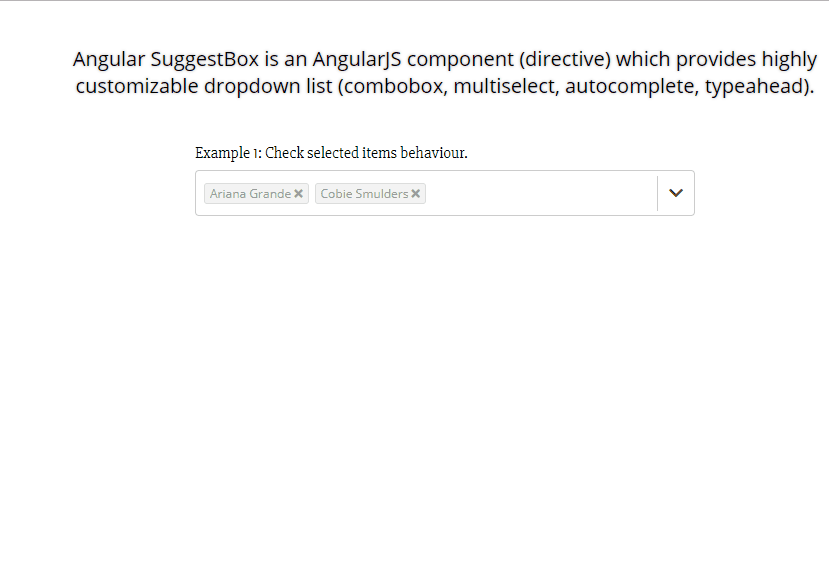 Angular SuggestBox is an AngularJS component (directive) which provides highly
customizable dropdown list (combobox, multiselect, autocomplete, typeahead).
Example 1: Check selected items behaviour.
Ariana Grande Cobie Smulders